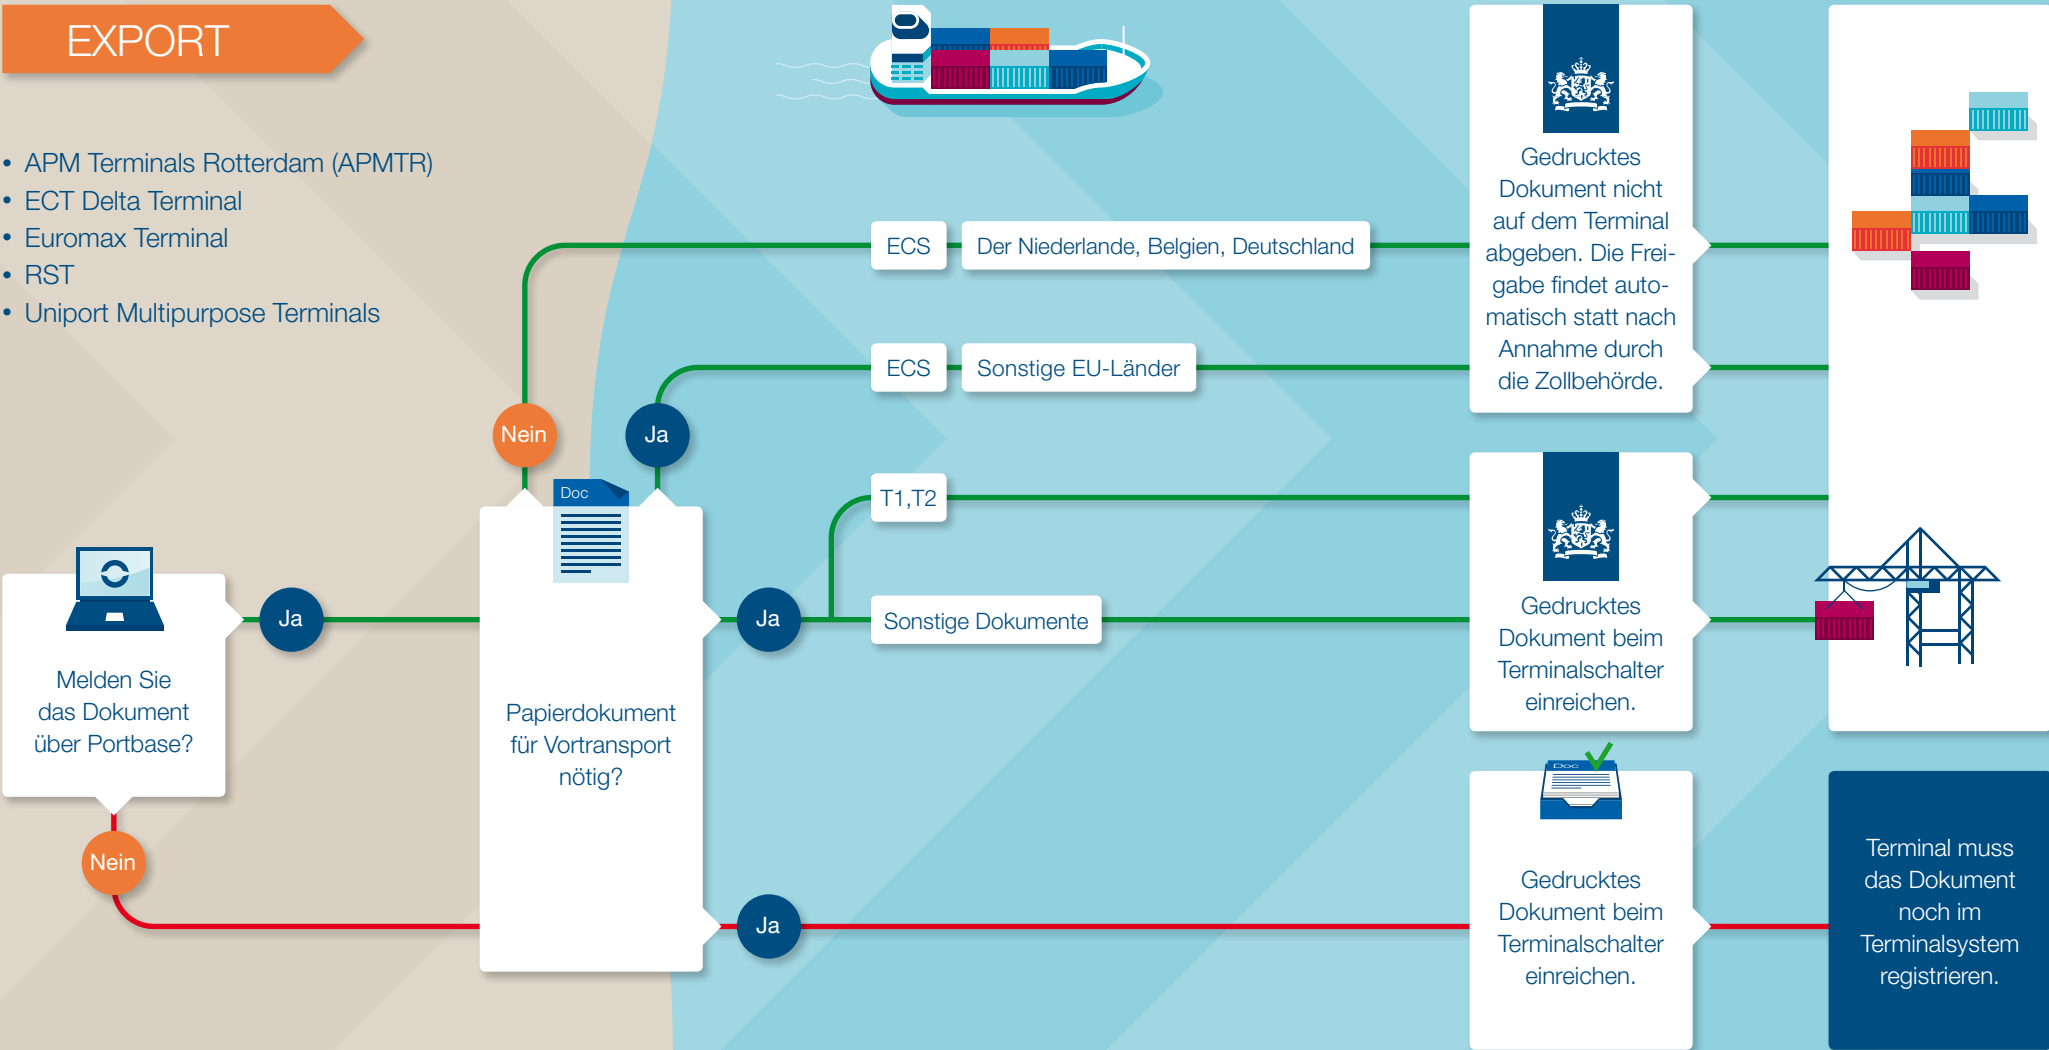 EXPORT
• APM Terminals Rotterdam (APMTR)
• ECT Delta Terminal
• Euromax Terminal
• RST
• Uniport Multipurpose Terminals
Melden Sie
das Dokument
über Portbase?
Ja
Nein
Doc
Papierdokument
für Vortransport
nötig?
Nein
Ja
Ja
Ja
ECS
Der Niederlande, Belgien, Deutschland
ECS
Sonstige EU-Länder
T1,T2
Sonstige Dokumente
Gedrucktes
Dokument nicht
auf dem Terminal
abgeben. Die Frei-
gabe findet auto-
matisch statt nach
Annahme durch
die Zollbehörde.
Gedrucktes
Dokument beim
Terminalschalter
einreichen.
Doc
Gedrucktes
Dokument beim
Terminalschalter
einreichen.
Terminal muss
das Dokument
noch im
Terminalsystem
registrieren.